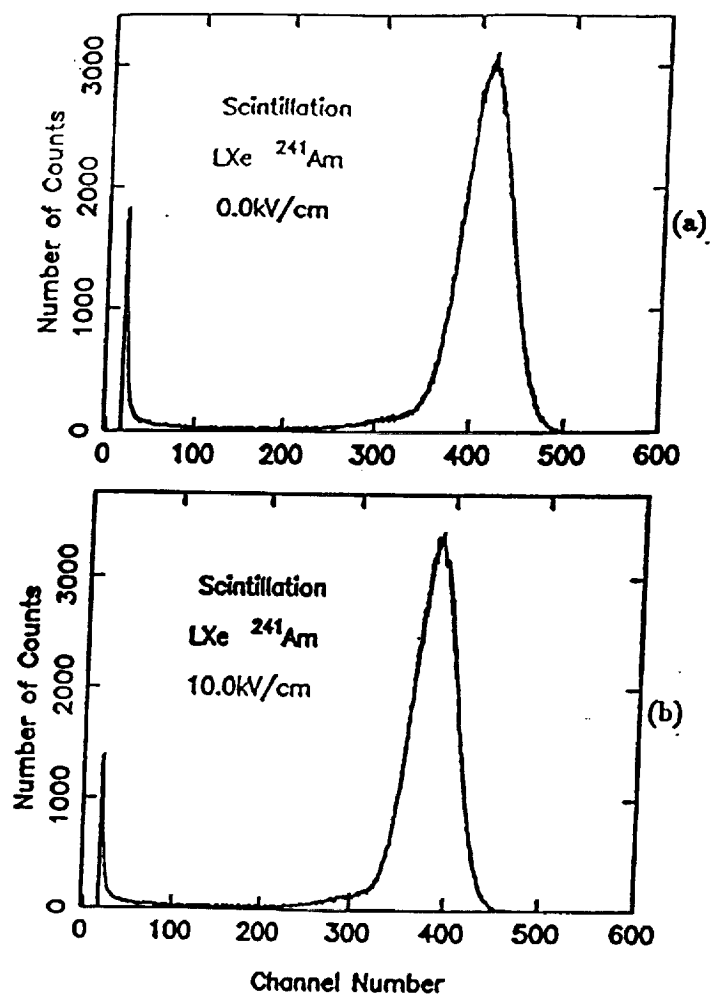 3000
2000
1000
0
Number of Counts
Scintillation
LXe ²⁴¹Am
0.0kV/cm
(a)
0 100 200 300 400 500 600
3000
2000
1000
0
Number of Counts
Scintillation
LXe ²⁴¹Am
10.0kV/cm
(b)
0 100 200 300 400 500 600
Channel Number